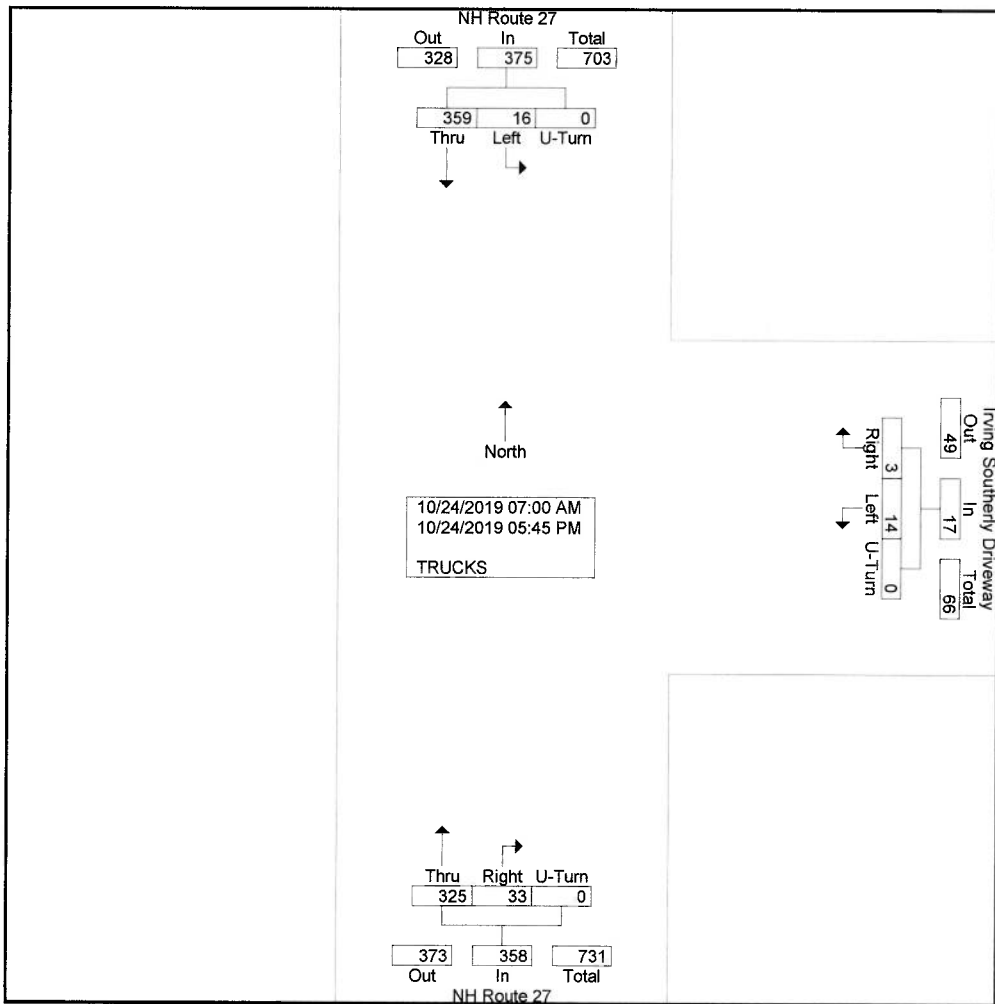 NH Route 27
Out In Total
328 375 703
359 16 0
Thru Left U-Turn
North
10/24/2019 07:00 AM
10/24/2019 05:45 PM
TRUCKS
Irving Southerly Driveway
Out In Total
49 17 66
3 14 0
Right Left U-Turn
Thru Right U-Turn
325 33 0
373 358 731
Out In Total
NH Route 27